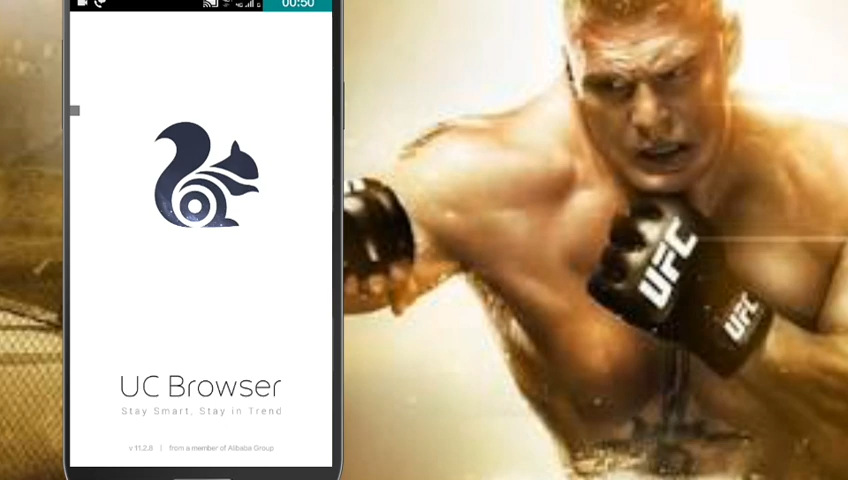 00:50
UC Browser
Stay Smart, Stay in Trend
v 11.2.8 | from a member of Alibaba Group
UFC
UFC